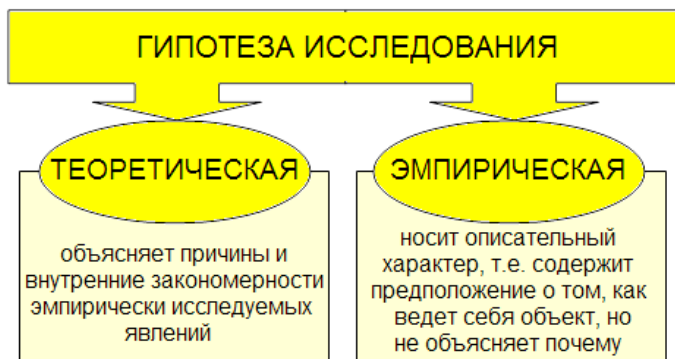 ГИПОТЕЗА ИССЛЕДОВАНИЯ
ТЕОРЕТИЧЕСКАЯ
объясняет причины и
внутренние закономерности
эмпирически исследуемых
явлений
ЭМПИРИЧЕСКАЯ
носит описательный
характер, т.е. содержит
предположение о том, как
ведет себя объект, но
не объясняет почему